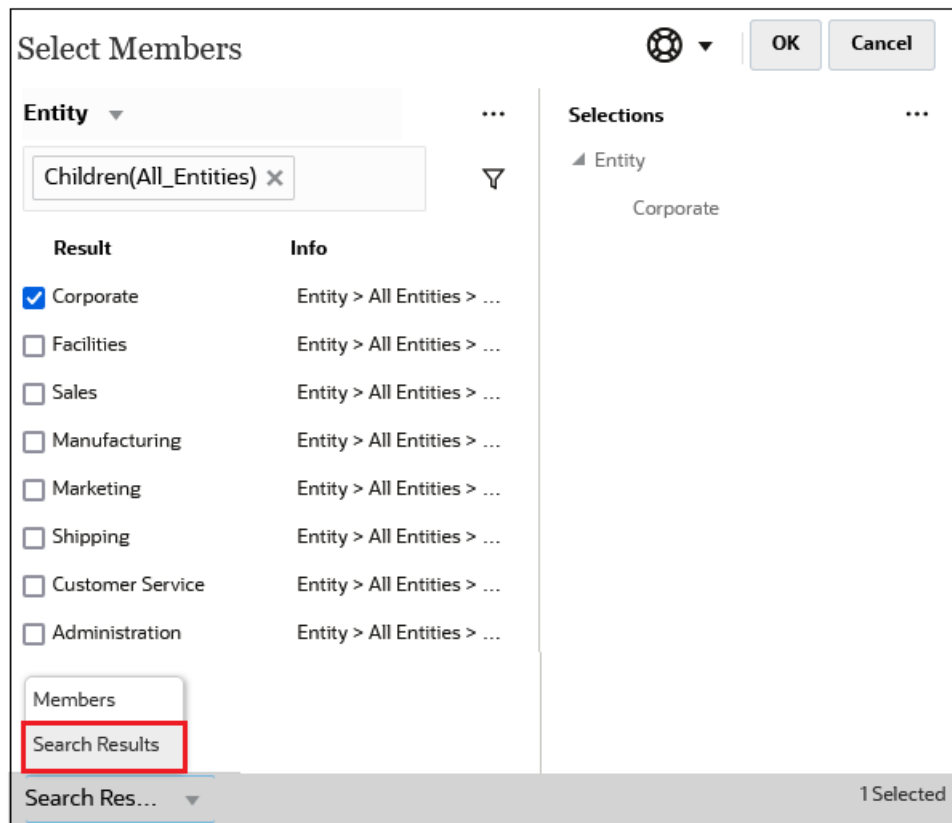 Select Members
OK
Cancel
Entity
...
Selections
...
Children(All_Entities) ×
Entity
Corporate
Result Info
Corporate Entity > All Entities > ...
Facilities Entity > All Entities > ...
Sales Entity > All Entities > ...
Manufacturing Entity > All Entities > ...
Marketing Entity > All Entities > ...
Shipping Entity > All Entities > ...
Customer Service Entity > All Entities > ...
Administration Entity > All Entities > ...
Members
Search Results
Search Res...
1 Selected